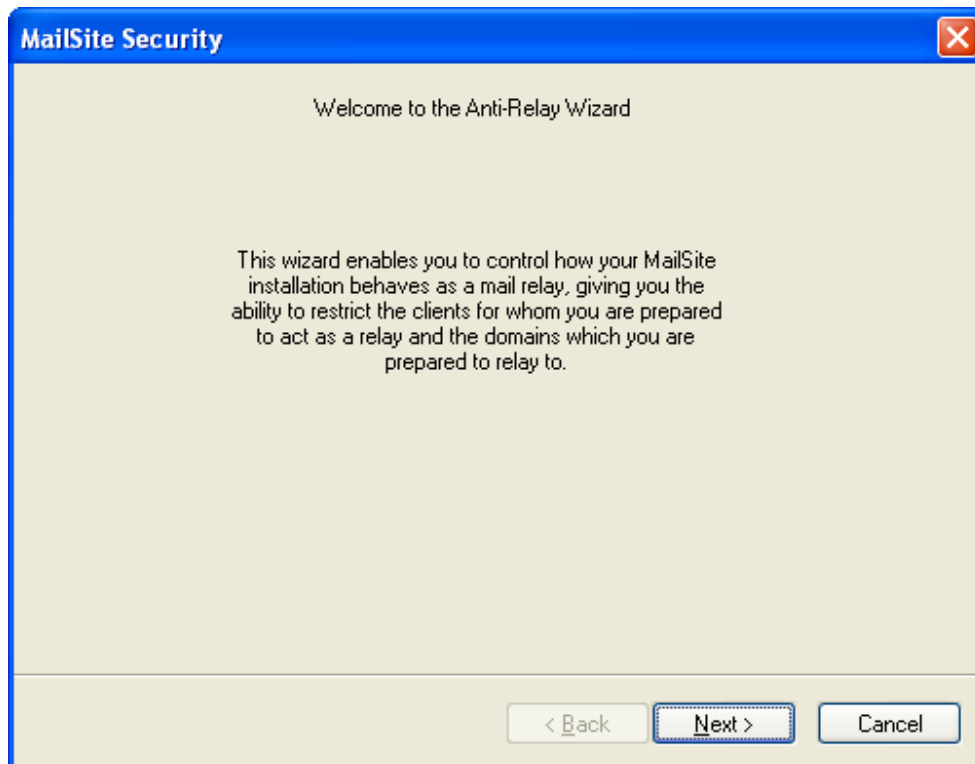 MailSite Security
Welcome to the Anti-Relay Wizard
This wizard enables you to control how your MailSite
installation behaves as a mail relay, giving you the
ability to restrict the clients for whom you are prepared
to act as a relay and the domains which you are
prepared to relay to.
< Back Next > Cancel